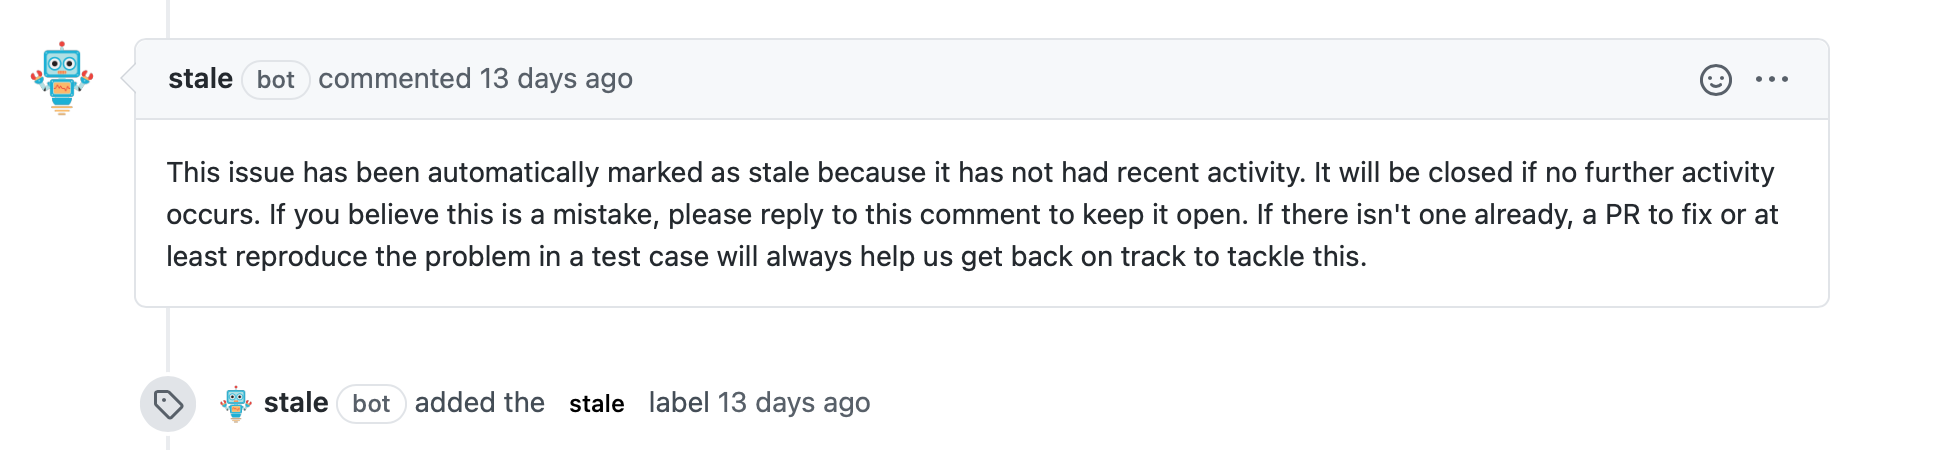 stale bot commented 13 days ago
This issue has been automatically marked as stale because it has not had recent activity. It will be closed if no further activity
occurs. If you believe this is a mistake, please reply to this comment to keep it open. If there isn't one already, a PR to fix or at
least reproduce the problem in a test case will always help us get back on track to tackle this.
stale bot added the stale label 13 days ago